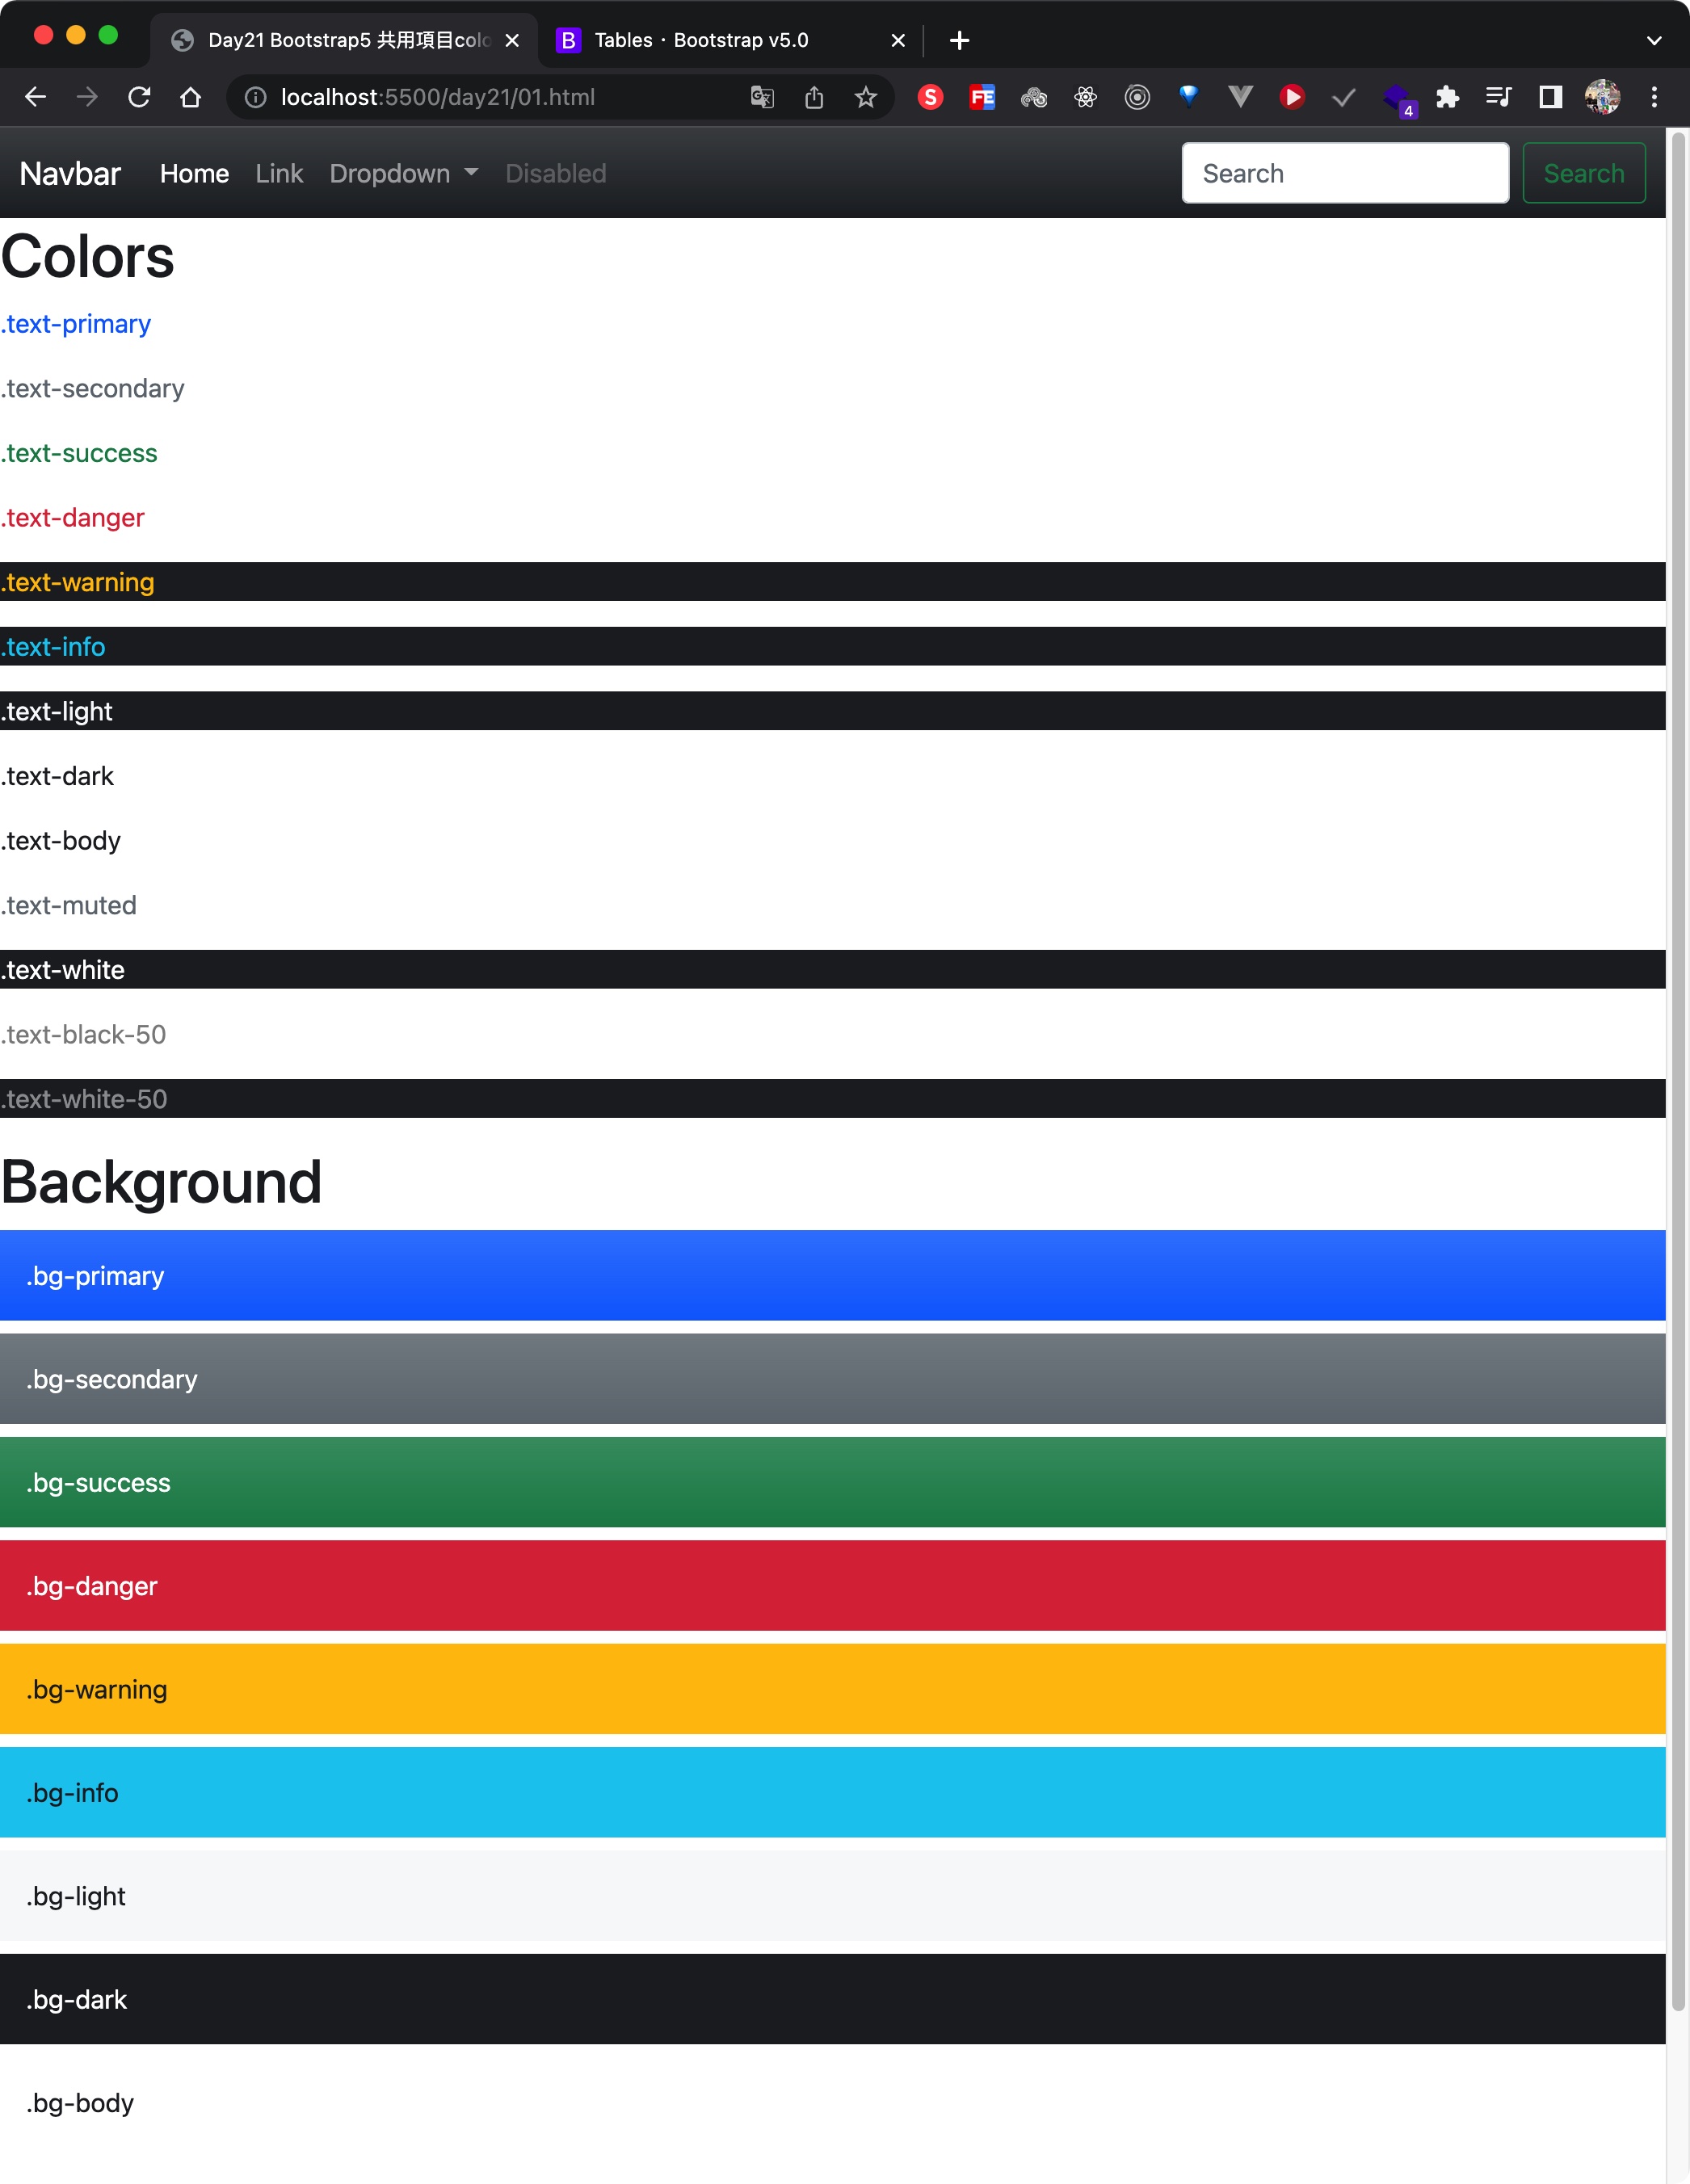 Day21 Bootstrap5 共用項目colo
B Tables · Bootstrap v5.0
localhost:5500/day21/01.html
S FE 4
Navbar Home Link Dropdown Disabled Search Search
Colors
.text-primary
.text-secondary
.text-success
.text-danger
.text-warning
.text-info
.text-light
.text-dark
.text-body
.text-muted
.text-white
.text-black-50
.text-white-50
Background
.bg-primary
.bg-secondary
.bg-success
.bg-danger
.bg-warning
.bg-info
.bg-light
.bg-dark
.bg-body